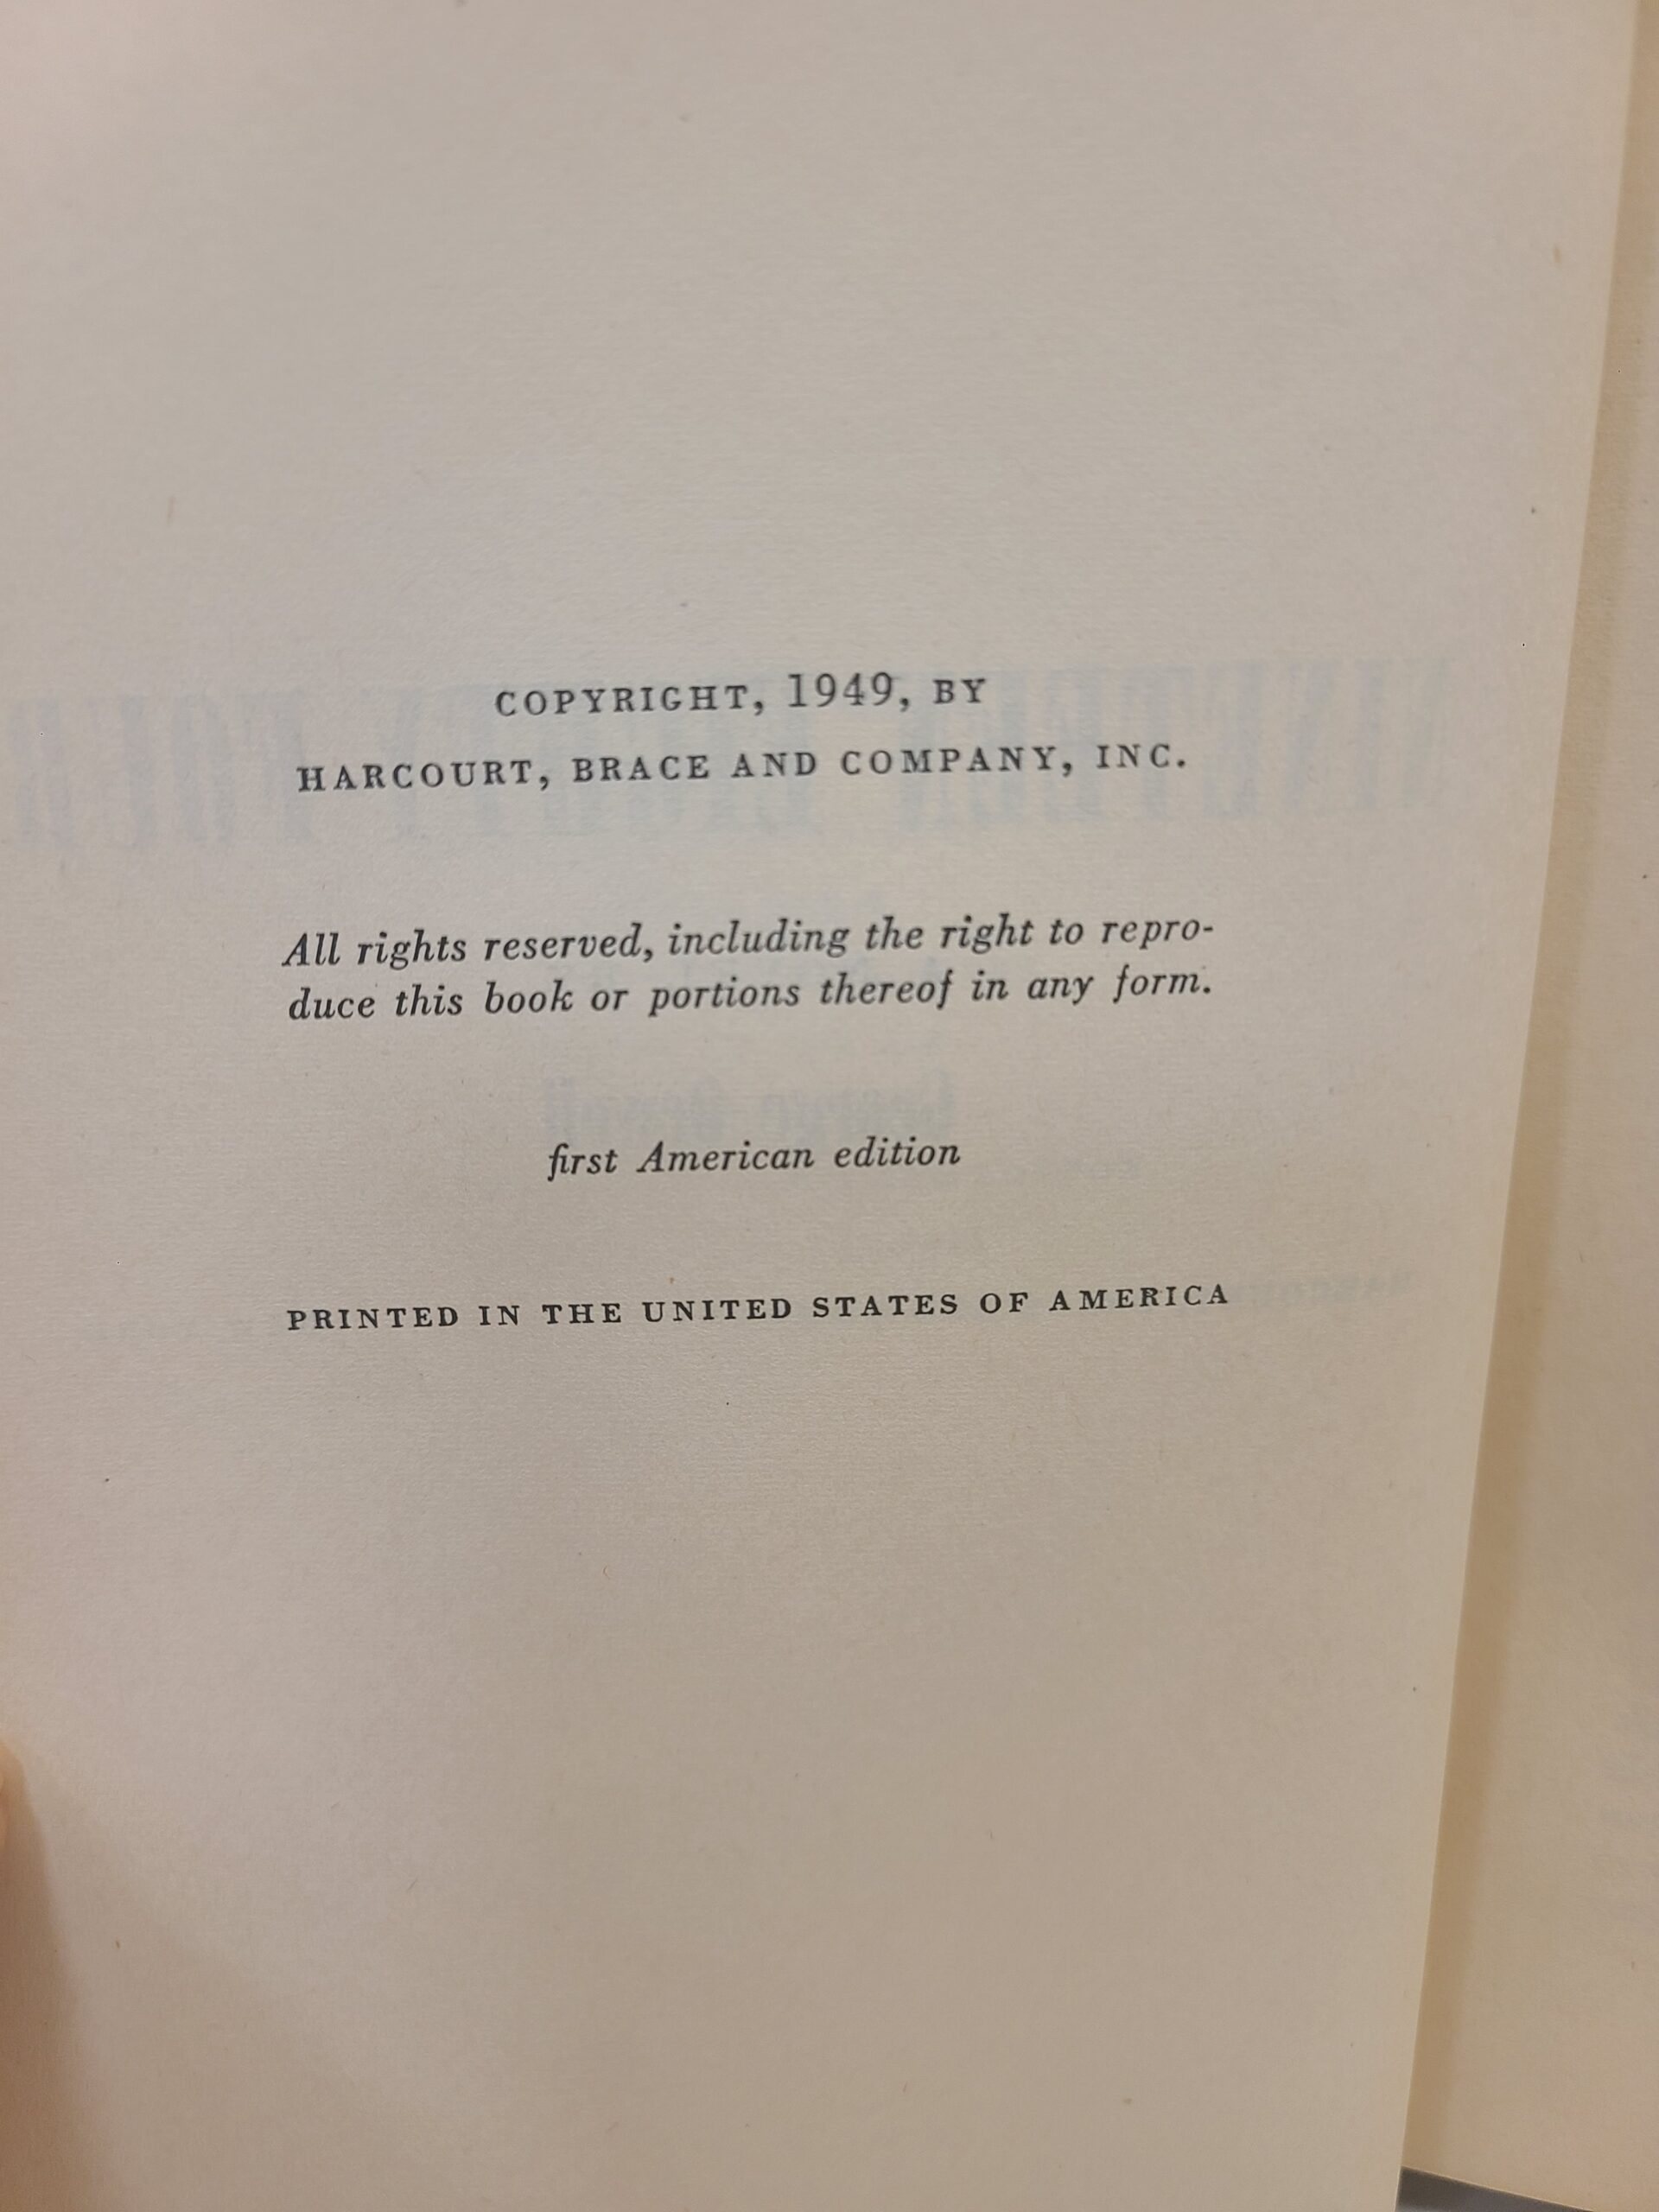 COPYRIGHT, 1949, BY
HARCOURT, BRACE AND COMPANY, INC.
All rights reserved, including the right to repro-
duce this book or portions thereof in any form.
first American edition
PRINTED IN THE UNITED STATES OF AMERICA